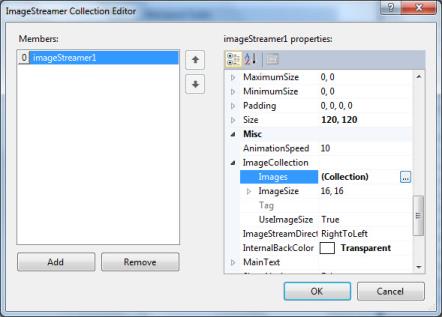 ImageStreamer Collection Editor
Members:
0 imageStreamer1
Add
Remove
imageStreamer1 properties:
MaximumSize 0, 0
MinimumSize 0, 0
Padding 0, 0, 0, 0
Size 120, 120
Misc
AnimationSpeed 10
ImageCollection
Images (Collection) ...
ImageSize 16, 16
Tag
UseImageSize True
ImageStreamDirect RightToLeft
InternalBackColor Transparent
MainText
OK
Cancel